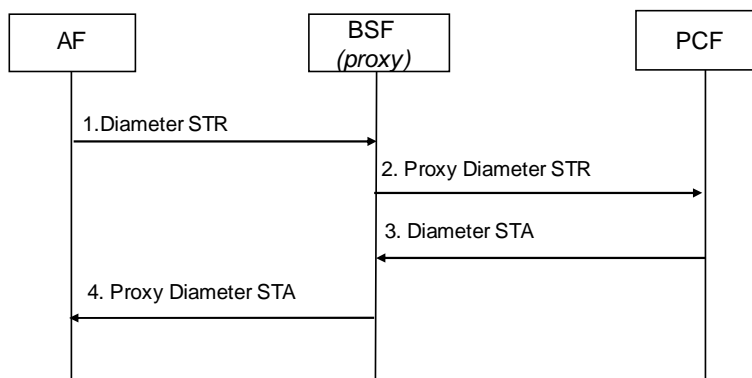 AF
BSF
(proxy)
PCF
1.Diameter STR
2. Proxy Diameter STR
3. Diameter STA
4. Proxy Diameter STA